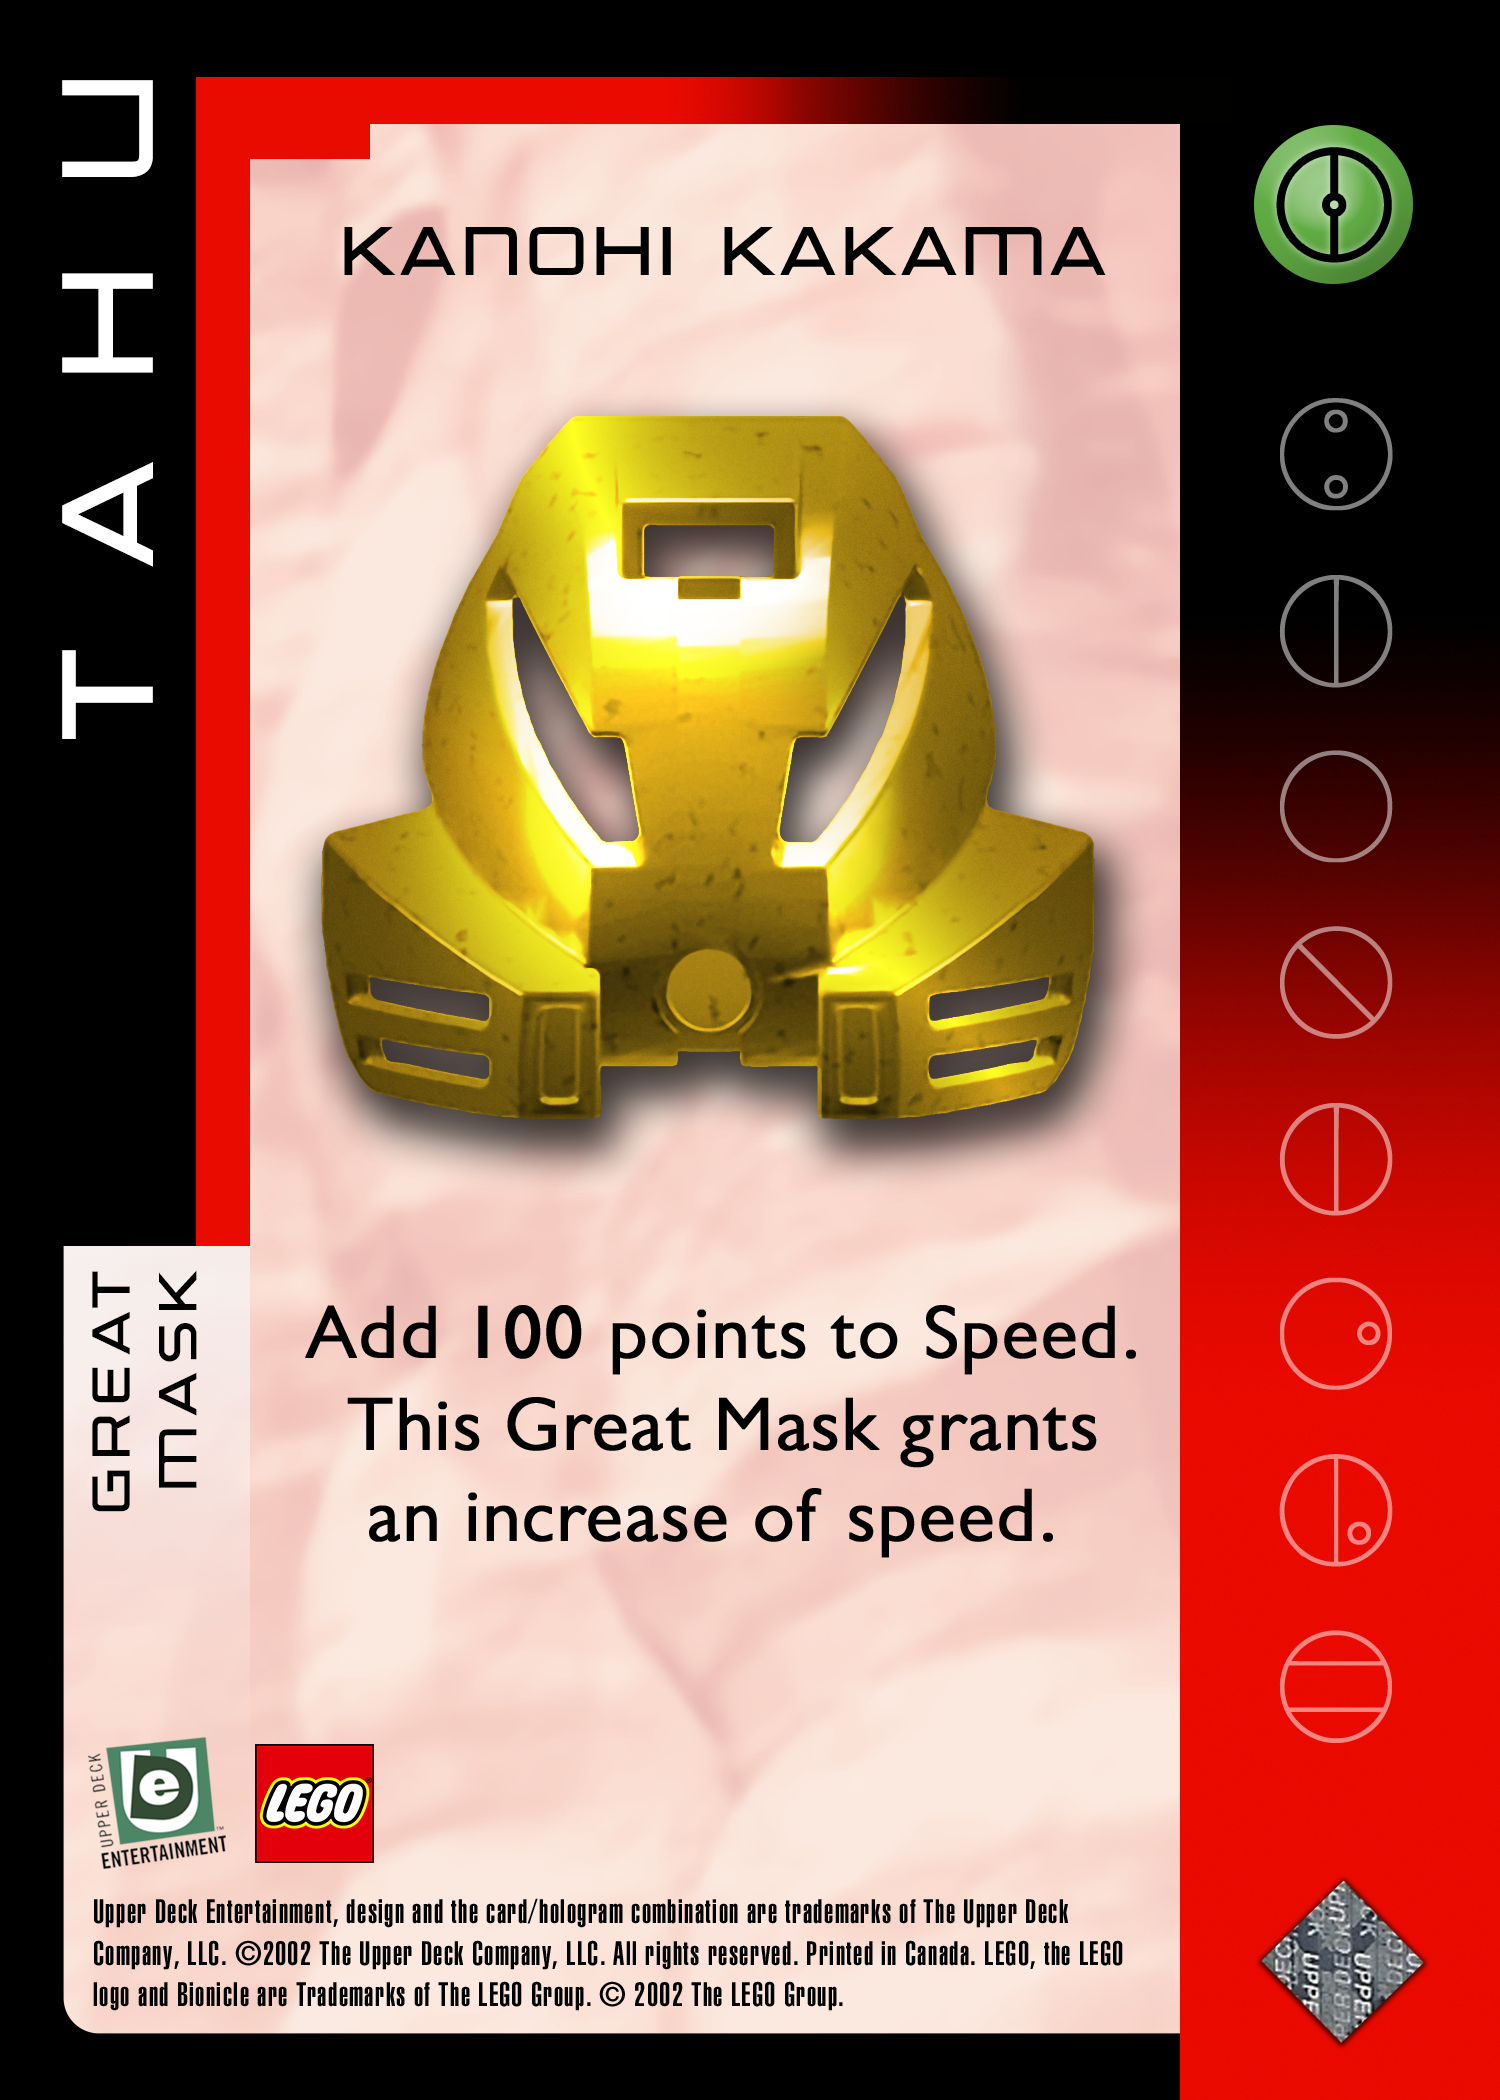 TAHU
KANOHI KAKAMA
GREAT
MASK
Add 100 points to Speed.
This Great Mask grants
an increase of speed.
UPPER DECK
e
ENTERTAINMENT™
LEGO
Upper Deck Entertainment, design and the card/hologram combination are trademarks of The Upper Deck
Company, LLC. ©2002 The Upper Deck Company, LLC. All rights reserved. Printed in Canada. LEGO, the LEGO
logo and Bionicle are Trademarks of The LEGO Group. © 2002 The LEGO Group.